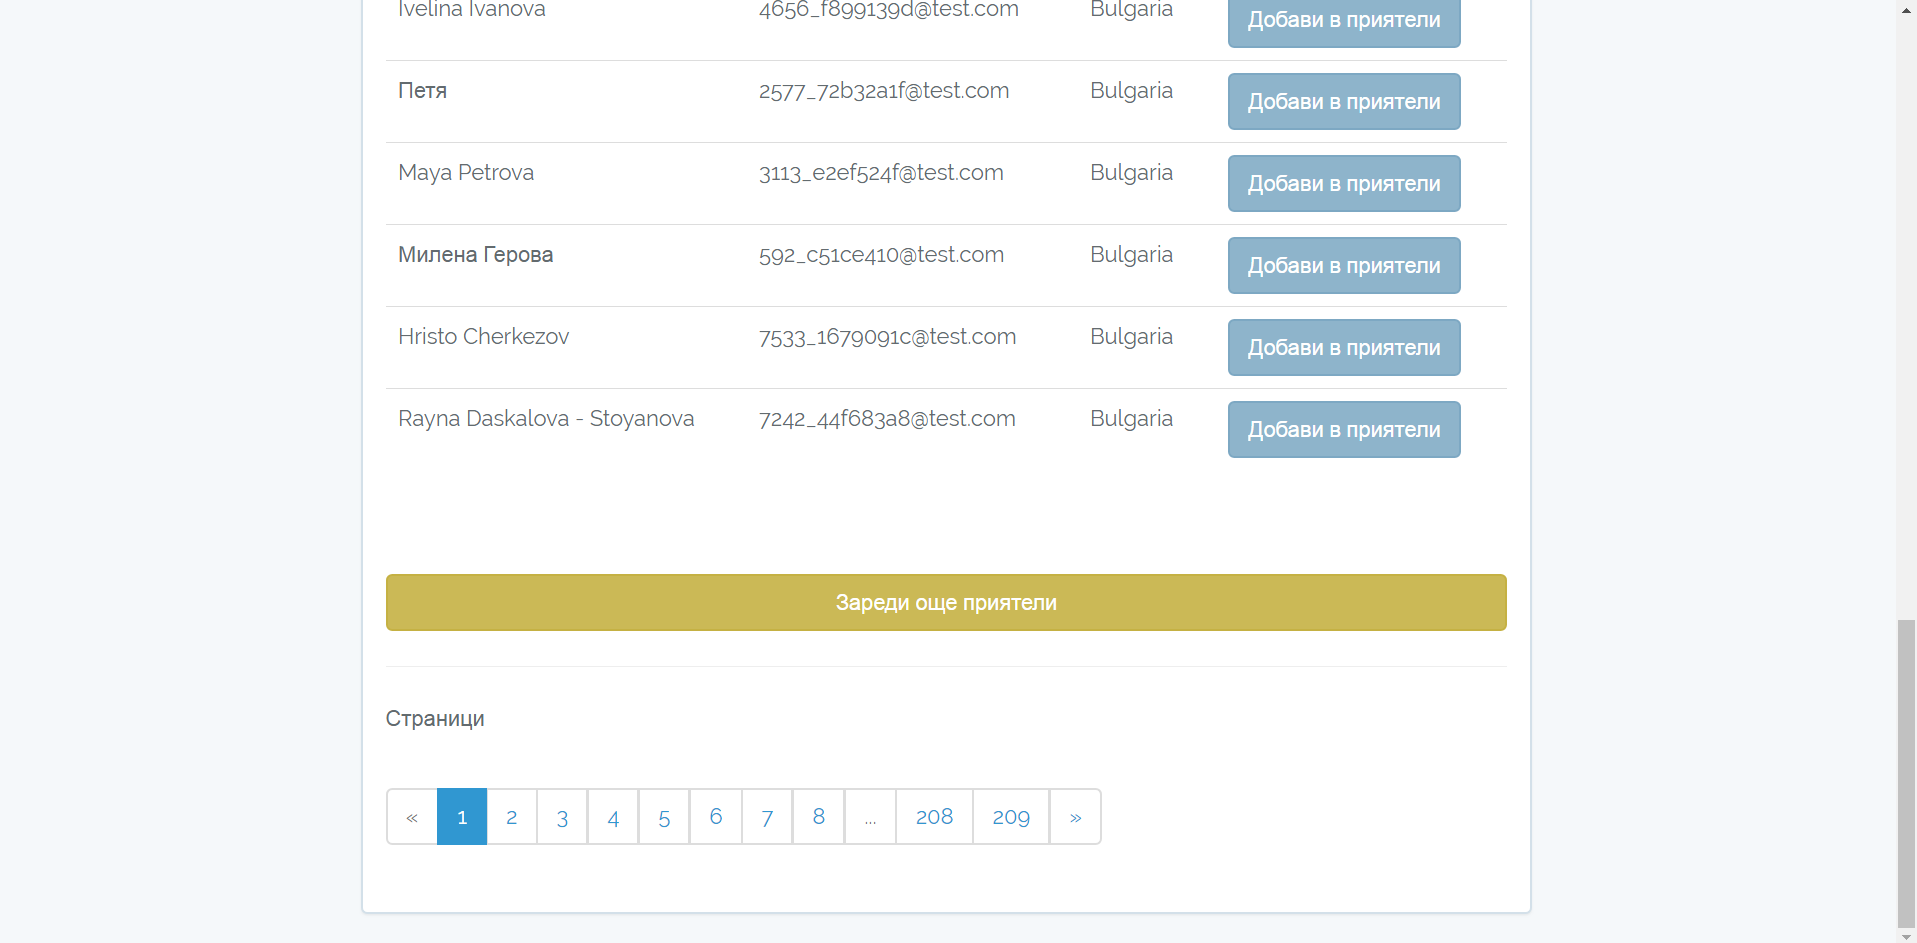 Ivelina Ivanova 4656_f899139d@test.com Bulgaria Добави в приятели
Петя 2577_72b32a1f@test.com Bulgaria Добави в приятели
Maya Petrova 3113_e2ef524f@test.com Bulgaria Добави в приятели
Милена Герова 592_c51ce410@test.com Bulgaria Добави в приятели
Hristo Cherkezov 7533_1679091c@test.com Bulgaria Добави в приятели
Rayna Daskalova - Stoyanova 7242_44f683a8@test.com Bulgaria Добави в приятели
Зареди още приятели
Страници
« 1 2 3 4 5 6 7 8 ... 208 209 »